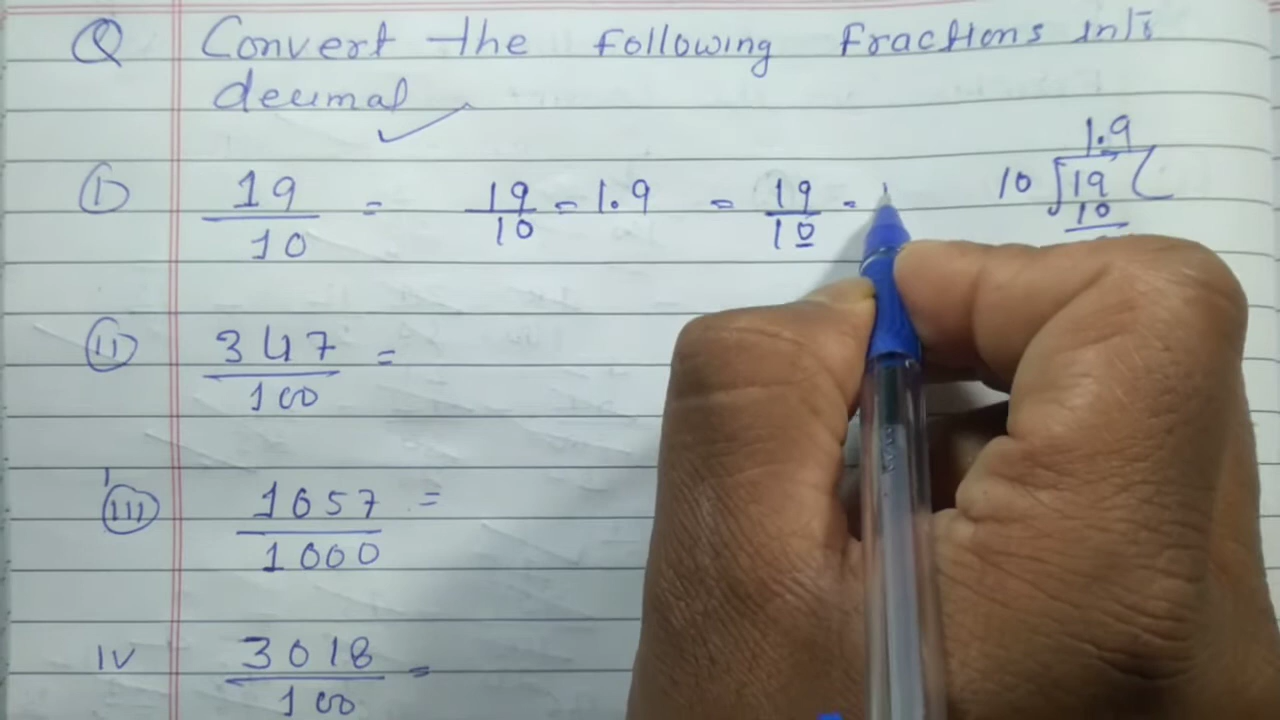 Q Convert the following fractions into
decimal
(I) 19/10 = 19/10 = 1.9 = 19/10 =
1.9
10 19
10
(II) 347/100 =
(III) 1657/1000 =
IV 3018/100 =